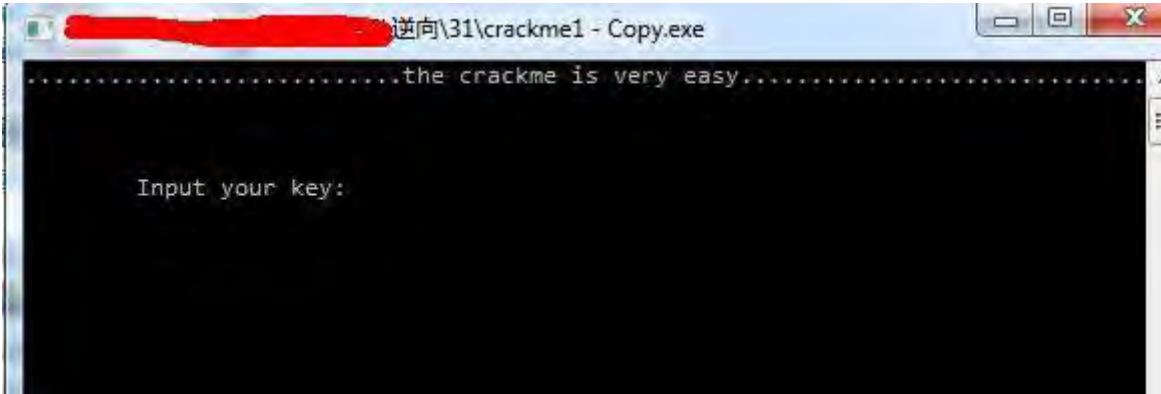 逆向\31\crackme1 - Copy.exe
............................the crackme is very easy..............................
Input your key: